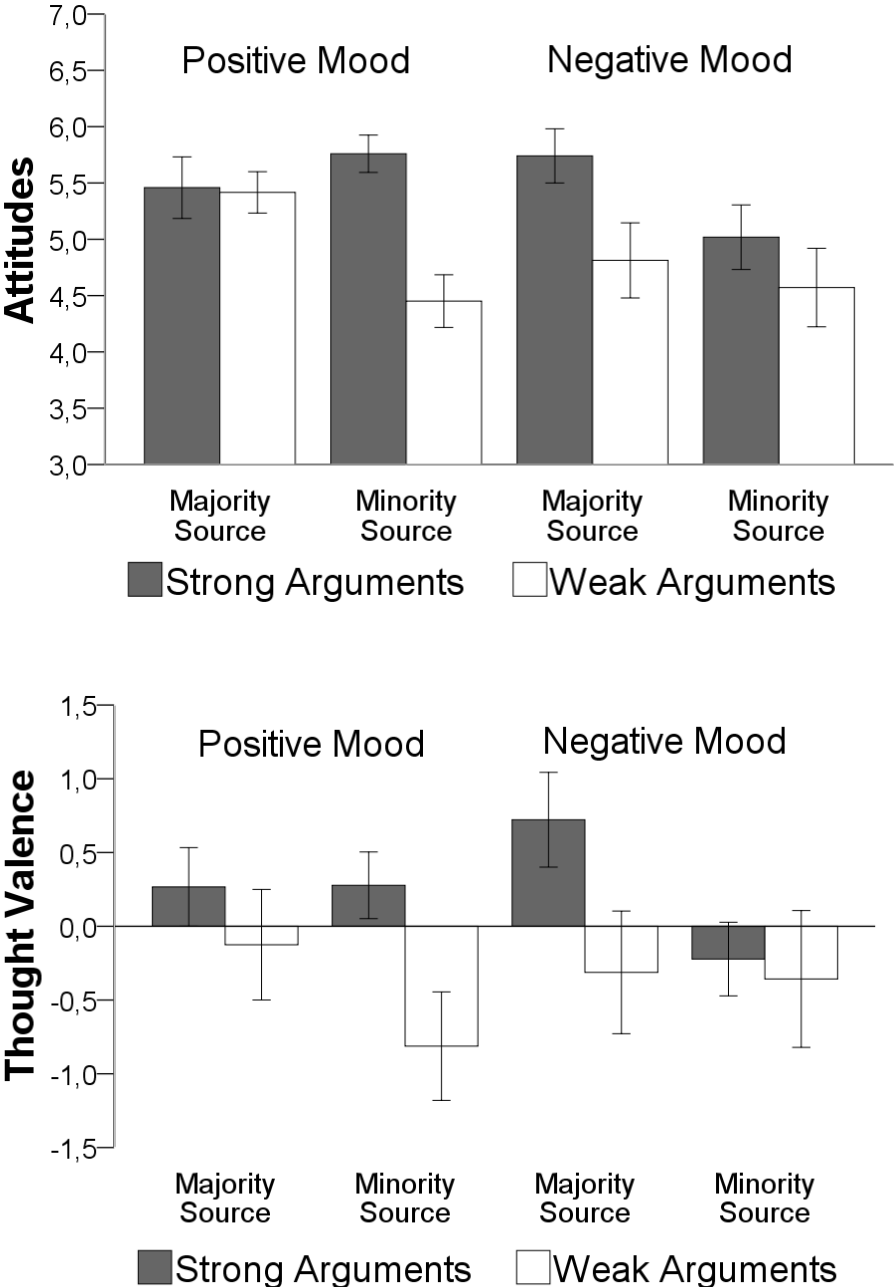 7,0
Positive Mood Negative Mood
6,5
6,0
5,5
5,0
4,5
4,0
3,5
3,0
Attitudes
Majority Source
Minority Source
Majority Source
Minority Source
Strong Arguments Weak Arguments
1,5
Positive Mood Negative Mood
1,0
0,5
0,0
-0,5
-1,0
-1,5
Thought Valence
Majority Source
Minority Source
Majority Source
Minority Source
Strong Arguments Weak Arguments